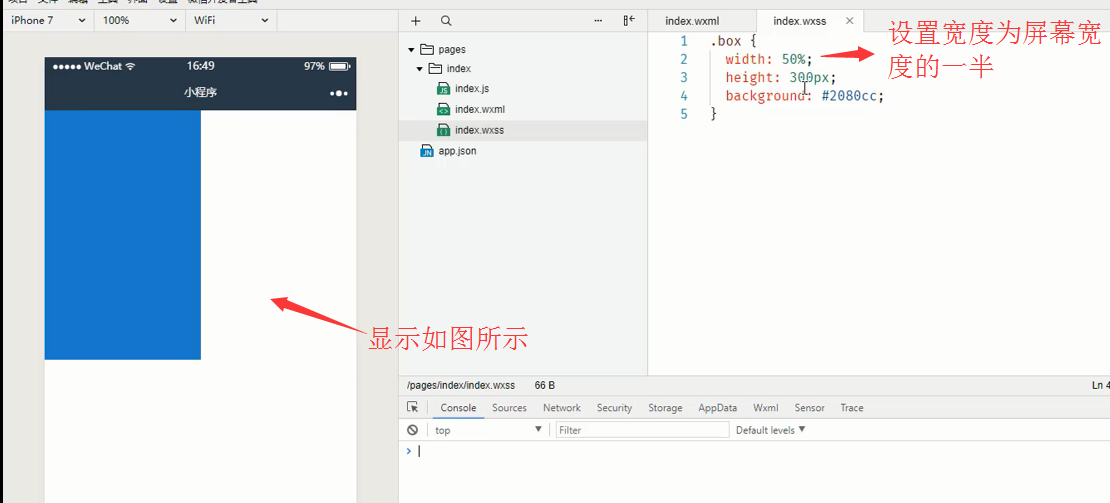 iPhone 7 100% WiFi
WeChat 16:49 97%
小程序
显示如图所示
pages
index
index.js
index.wxml
index.wxss
app.json
index.wxml index.wxss
1 .box {
2 width: 50%;
3 height: 300px;
4 background: #2080cc;
5 }
设置宽度为屏幕宽
度的一半
/pages/index/index.wxss 66 B Ln 4
Console Sources Network Security Storage AppData Wxml Sensor Trace
top Filter Default levels